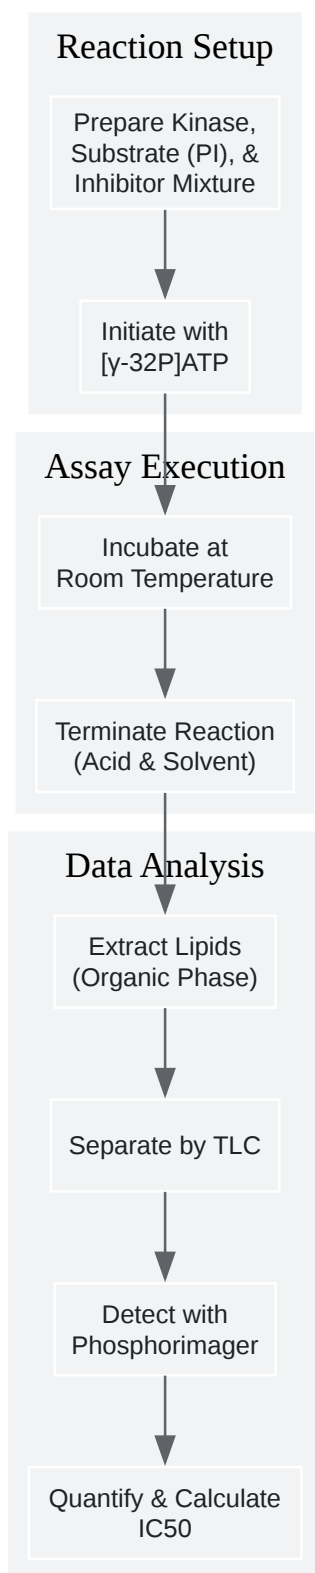 Reaction Setup
Prepare Kinase,
Substrate (PI), &
Inhibitor Mixture
Initiate with
[γ-32P]ATP
Assay Execution
Incubate at
Room Temperature
Terminate Reaction
(Acid & Solvent)
Data Analysis
Extract Lipids
(Organic Phase)
Separate by TLC
Detect with
Phosphorimager
Quantify & Calculate
IC50